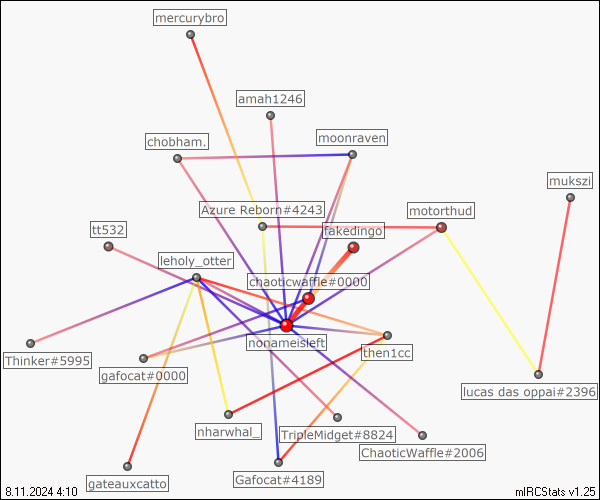 mercurybro
amah1246
chobham.
moonraven
mukszi
Azure Reborn#4243
motorthud
tt532
fakedingo
leholy_otter
chaoticwaffle#0000
nonameisleft
Thinker#5995
then1cc
gafocat#0000
lucas das oppai#2396
nharwhal_
TripleMidget#8824
ChaoticWaffle#2006
gateauxcatto
Gafocat#4189
8.11.2024 4:10
mIRCStats v1.25